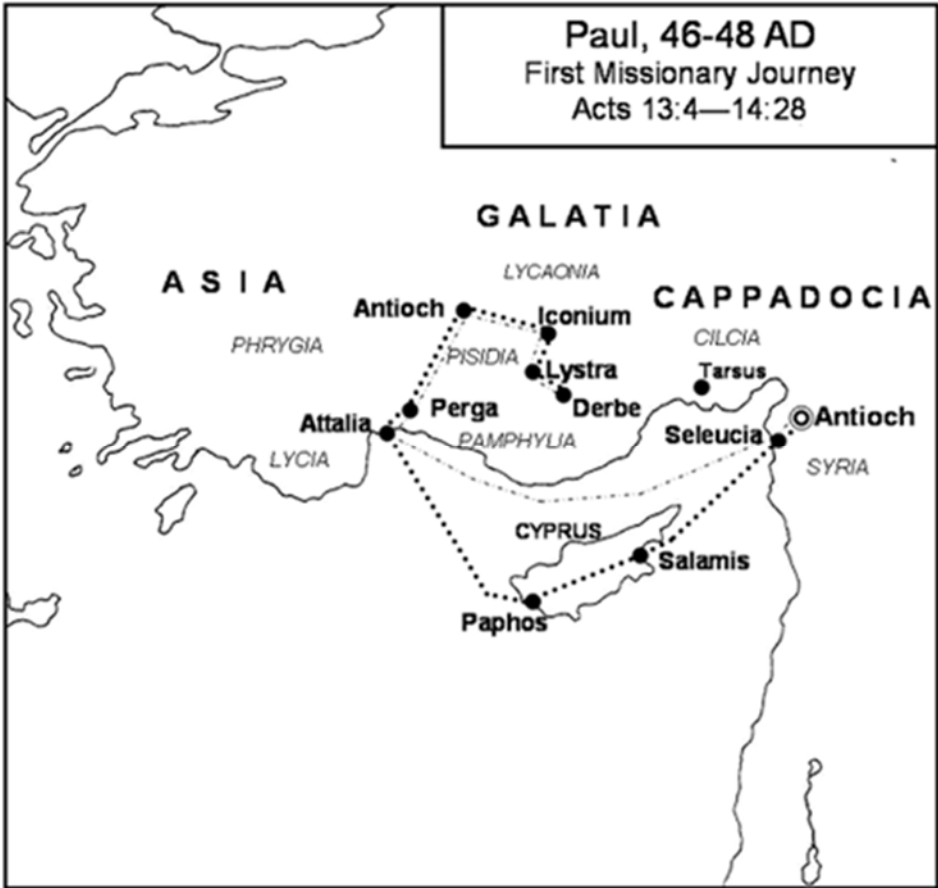 Paul, 46-48 AD
First Missionary Journey
Acts 13:4—14:28
GALATIA
LYCAONIA
ASIA
CAPPADOCIA
Antioch
Iconium
CILCIA
PHRYGIA
PISIDIA
Lystra
Tarsus
Perga
Derbe
Antioch
Attalia
PAMPHYLIA
Seleucia
LYCIA
SYRIA
CYPRUS
Salamis
Paphos